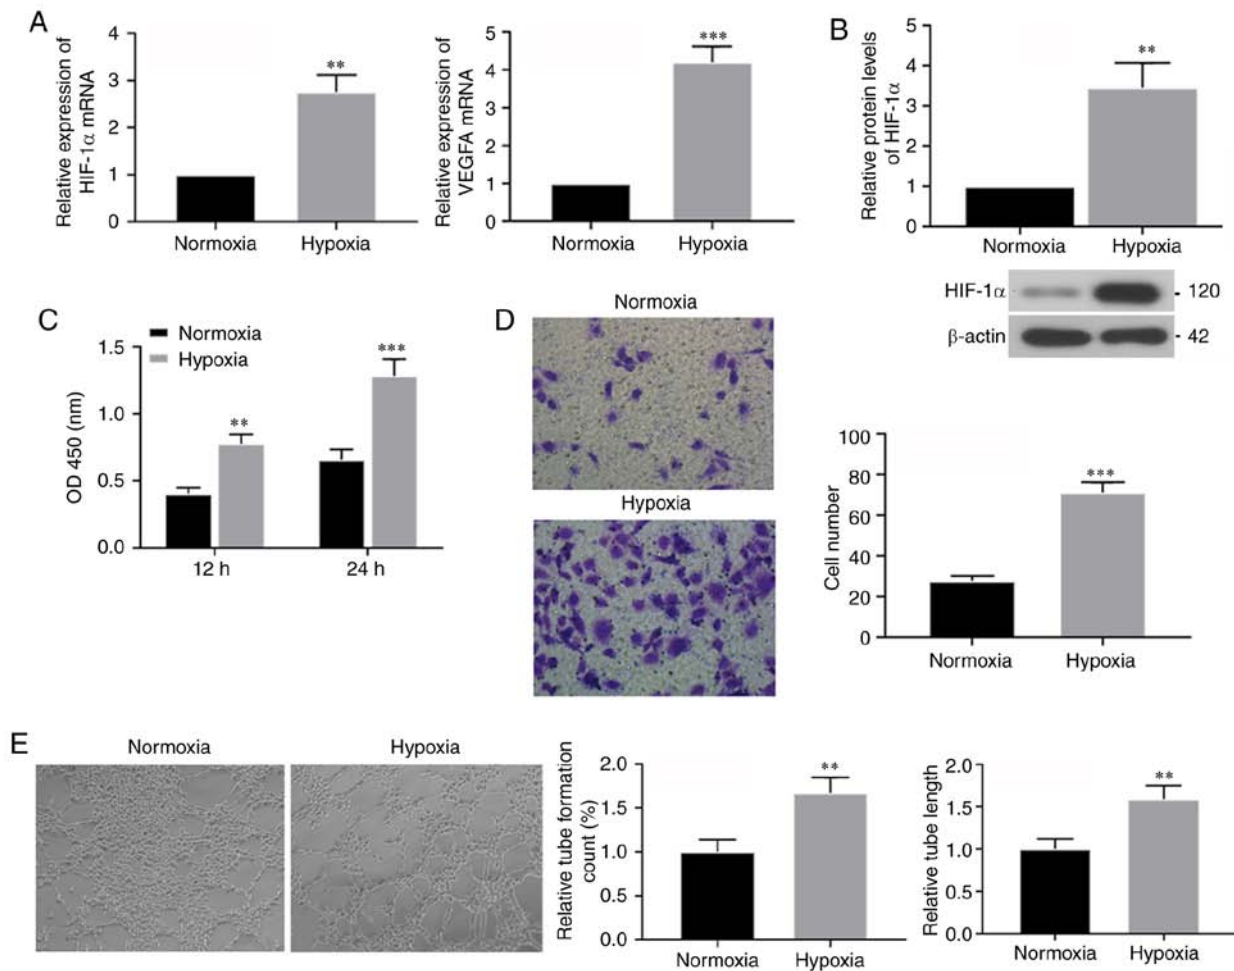 A
Relative expression of
HIF-1α mRNA
4
3
2
1
0
**
Normoxia
Hypoxia
Relative expression of
VEGFA mRNA
5
4
3
2
1
0
***
Normoxia
Hypoxia
B
Relative protein levels
of HIF-1α
5
4
3
2
1
0
**
Normoxia
Hypoxia
HIF-1α
- 120
β-actin
- 42
C
Normoxia
Hypoxia
OD 450 (nm)
1.5
1.0
0.5
0.0
**
***
12 h
24 h
D
Normoxia
Hypoxia
Cell number
100
80
60
40
20
0
***
Normoxia
Hypoxia
E
Normoxia
Hypoxia
Relative tube formation
count (%)
2.0
1.5
1.0
0.5
0.0
**
Normoxia
Hypoxia
Relative tube length
2.0
1.5
1.0
0.5
0.0
**
Normoxia
Hypoxia